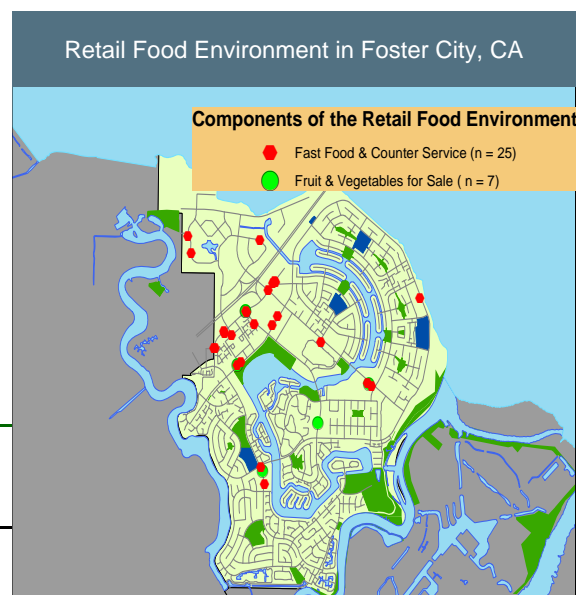 Retail Food Environment in Foster City, CA
Components of the Retail Food Environment
Fast Food & Counter Service (n = 25)
Fruit & Vegetables for Sale ( n = 7)